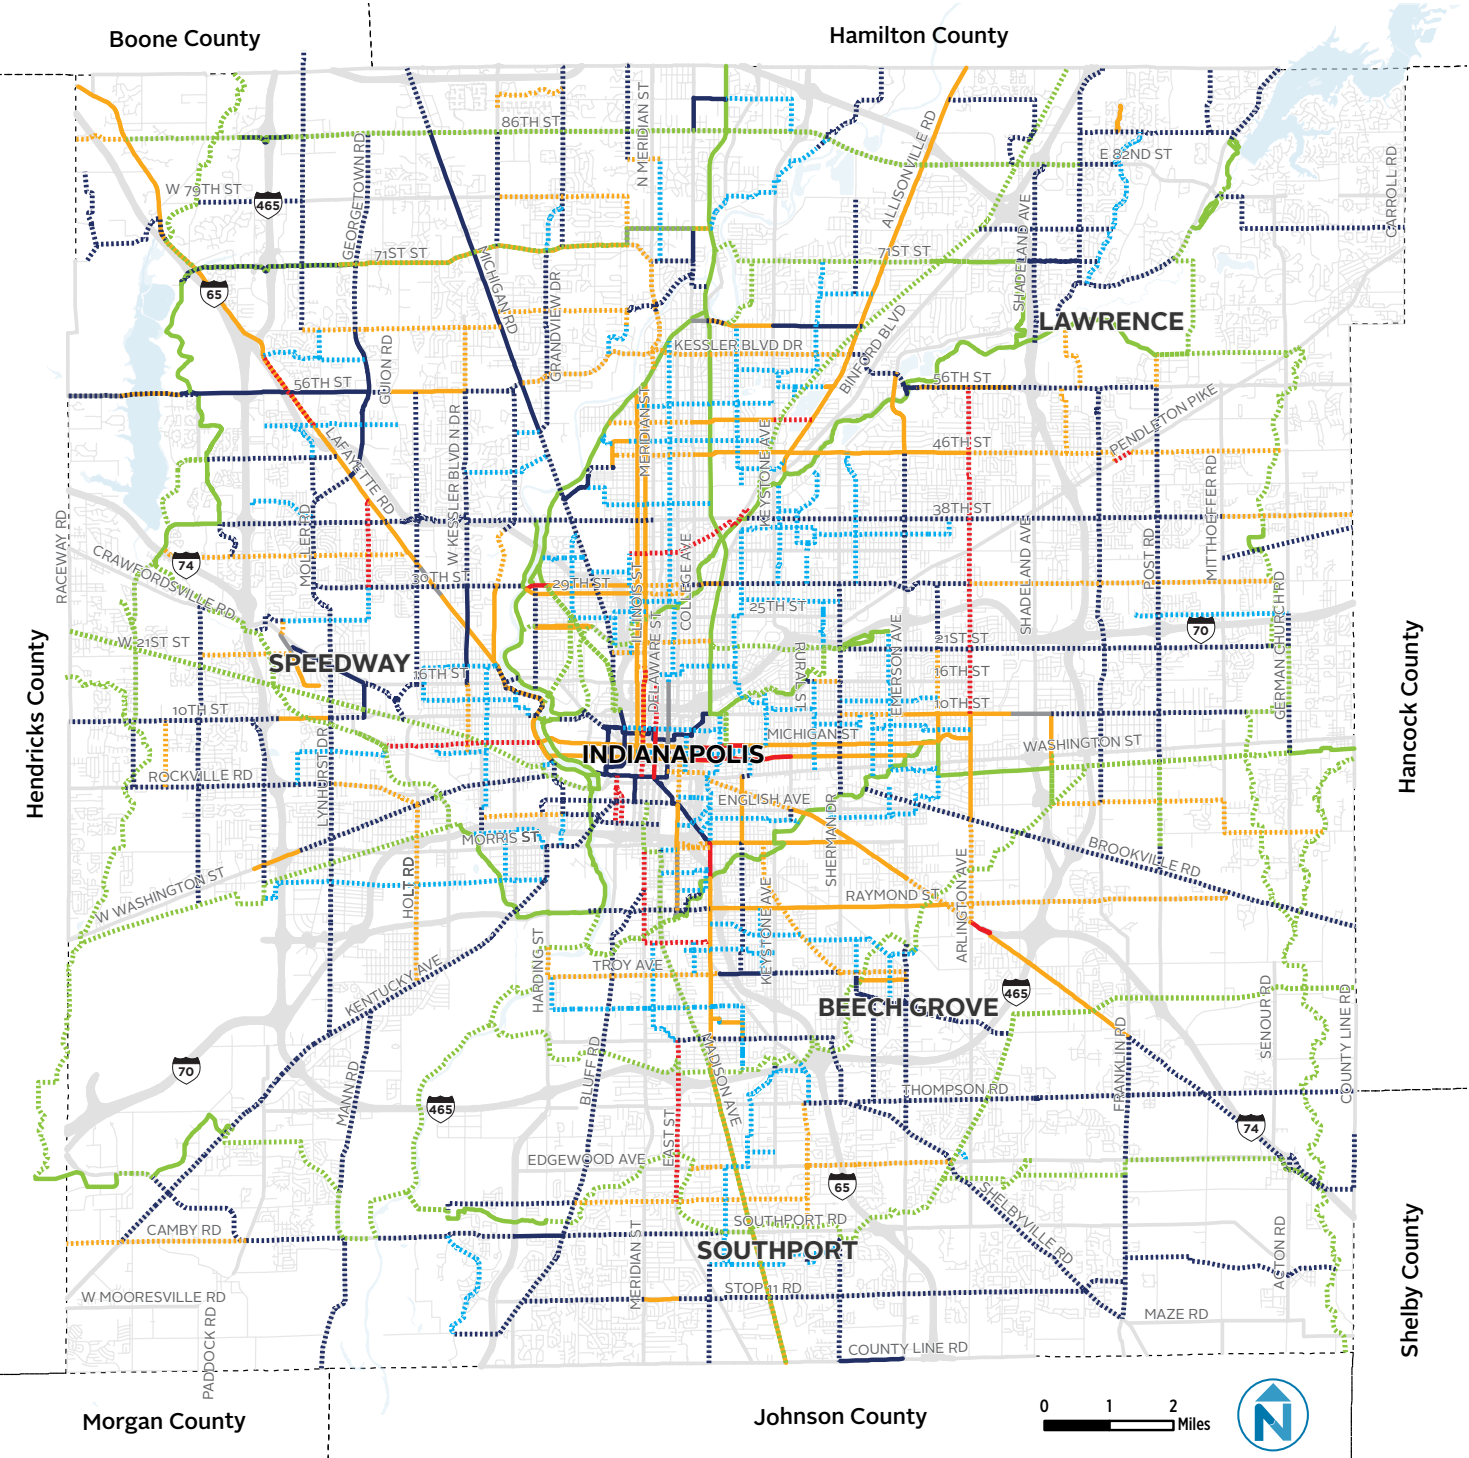 Boone County
Hamilton County
86TH ST
N MERIDIAN ST
ALLISONVILLE RD
E 82ND ST
GEORGETOWN RD
CARROLL RD
W 79TH ST
465
SHADELAND AVE
71ST ST
MICHIGAN RD
71ST ST
65
GRANDVIEW DR
LAWRENCE
KESSLER BLVD DR
BINFORD BLVD
GUION RD
56TH ST
56TH ST
MERIDIAN ST
PENDLETON PIKE
W KESSLER BLVD N DR
LAFAYETTE RD
KEYSTONE AVE
46TH ST
MITTHOEFFER RD
RACEWAY RD
MOLLER RD
38TH ST
SHADELAND AVE
POST RD
74
CRAWFORDSVILLE RD
30TH ST
29TH ST
ILLINOIS ST
COLLEGE AVE
25TH ST
GERMAN CHURCH RD
DELAWARE ST
RURAL ST
EMERSON AVE
W 21ST ST
21ST ST
70
SPEEDWAY
16TH ST
16TH ST
Hendricks County
Hancock County
10TH ST
10TH ST
INDIANAPOLIS
MICHIGAN ST
WASHINGTON ST
ROCKVILLE RD
LYNHURST DR
ENGLISH AVE
SHERMAN DR
MORRIS ST
BROOKVILLE RD
HOLT RD
W WASHINGTON ST
RAYMOND ST
ARLINGTON AVE
KEYSTONE AVE
HARDING ST
TROY AVE
KENTUCKY AVE
BEECH GROVE
465
SENOUR RD
COUNTY LINE RD
70
BLUFF RD
MADISON AVE
FRANKLIN RD
MANN RD
THOMPSON RD
465
EAST ST
74
EDGEWOOD AVE
65
SHELBYVILLE RD
CAMBY RD
SOUTHPORT RD
MERIDIAN ST
SOUTHPORT
ACTON RD
Shelby County
W MOORESVILLE RD
STOP 11 RD
PADDOCK RD
MAZE RD
COUNTY LINE RD
Morgan County
Johnson County
0 1 2
Miles
N